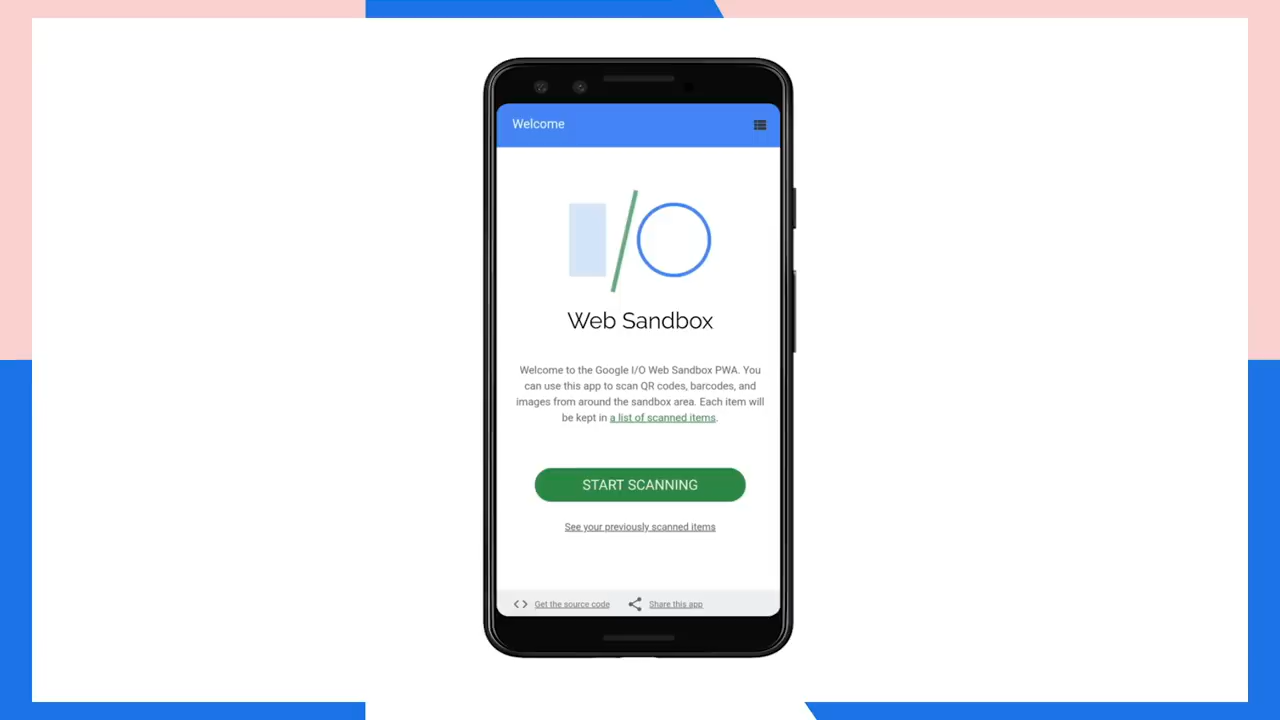 Welcome
I/O
Web Sandbox
Welcome to the Google I/O Web Sandbox PWA. You
can use this app to scan QR codes, barcodes, and
images from around the sandbox area. Each item will
be kept in a list of scanned items.
START SCANNING
See your previously scanned items
Get the source code
Share this app